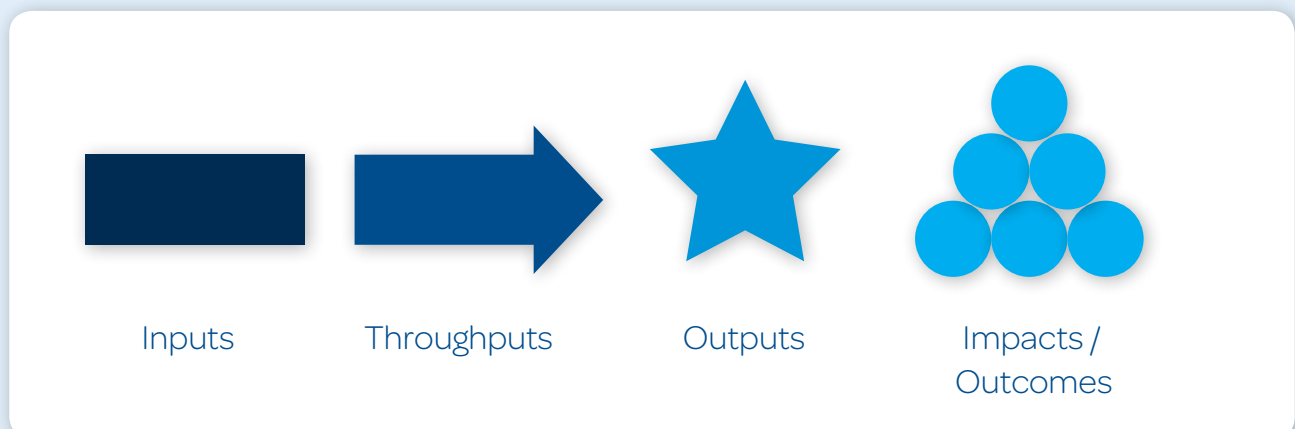 Inputs
Throughputs
Outputs
Impacts /
Outcomes